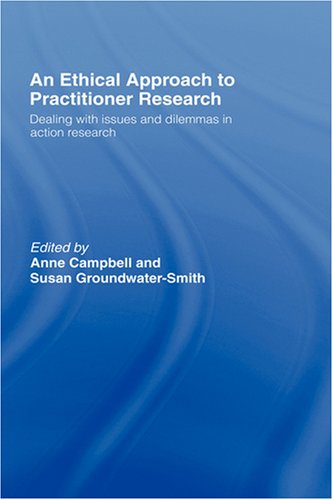 An Ethical Approach to
Practitioner Research
Dealing with issues and dilemmas in
action research
Edited by
Anne Campbell and
Susan Groundwater-Smith